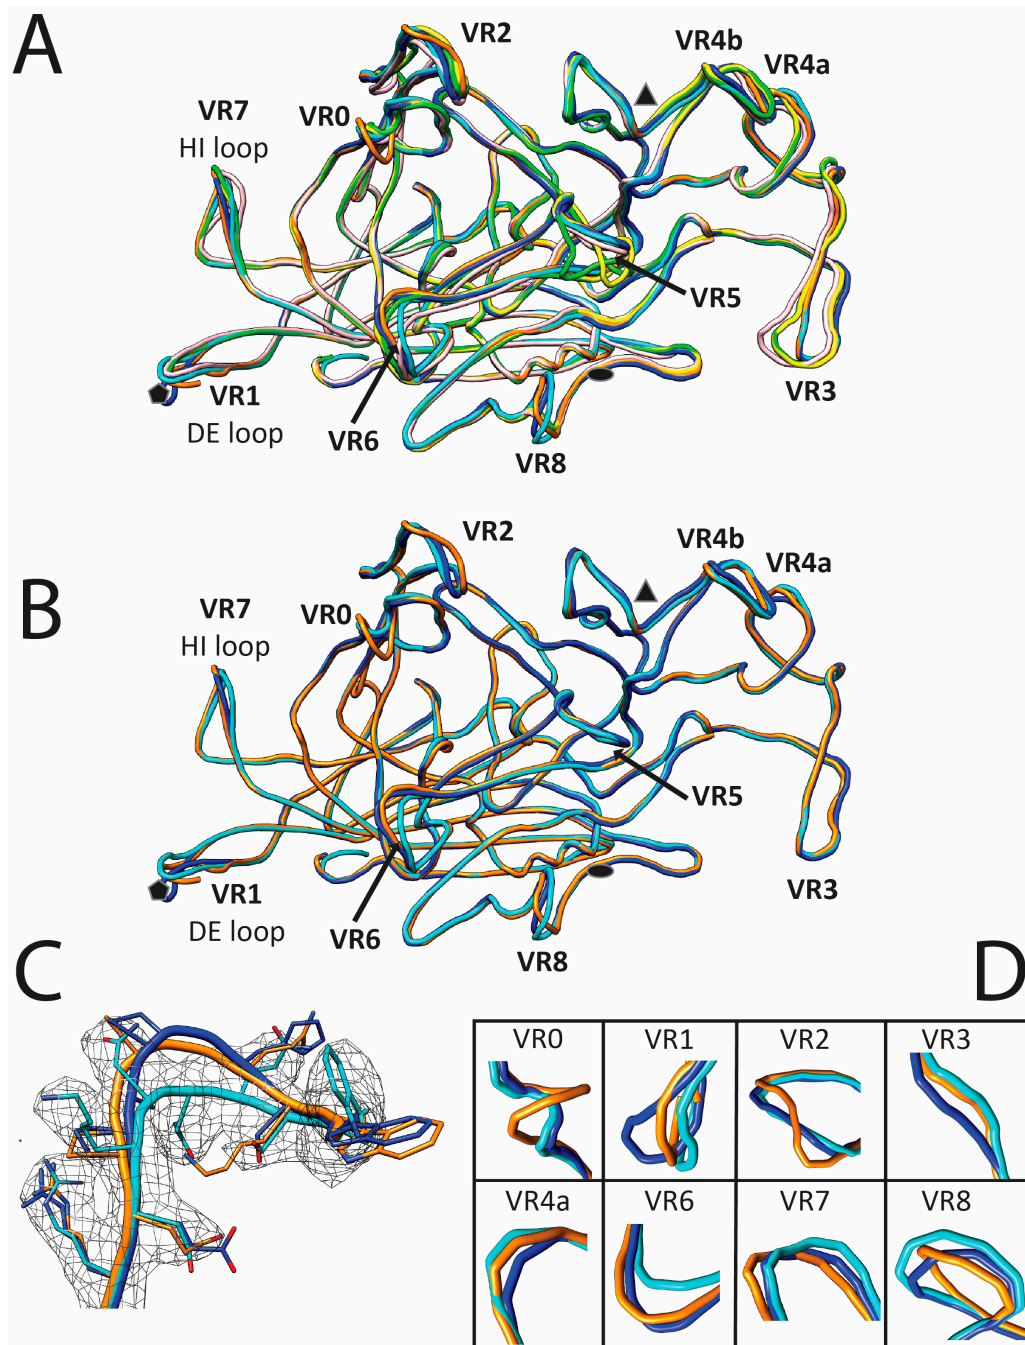 A
VR2
VR4b
VR4a
VR7
HI loop
VR0
VR5
VR1
DE loop
VR6
VR3
VR8
B
VR2
VR4b
VR4a
VR7
HI loop
VR0
VR5
VR1
DE loop
VR6
VR3
VR8
C
D
VR0 VR1 VR2 VR3
VR4a VR6 VR7 VR8